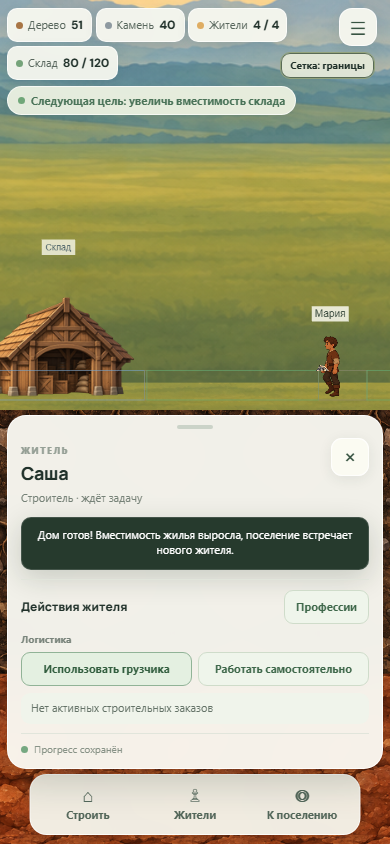 Дерево 51
Камень 40
Жители 4 / 4
☰
Склад 80 / 120
Сетка: границы
Следующая цель: увеличь вместимость склада
Склад
Мария
ЖИТЕЛЬ
Саша
×
Строитель · ждёт задачу
Дом готов! Вместимость жилья выросла, поселение встречает
нового жителя.
Действия жителя
Профессии
Логистика
Использовать грузчика
Работать самостоятельно
Нет активных строительных заказов
Прогресс сохранён
Строить
Жители
К поселению